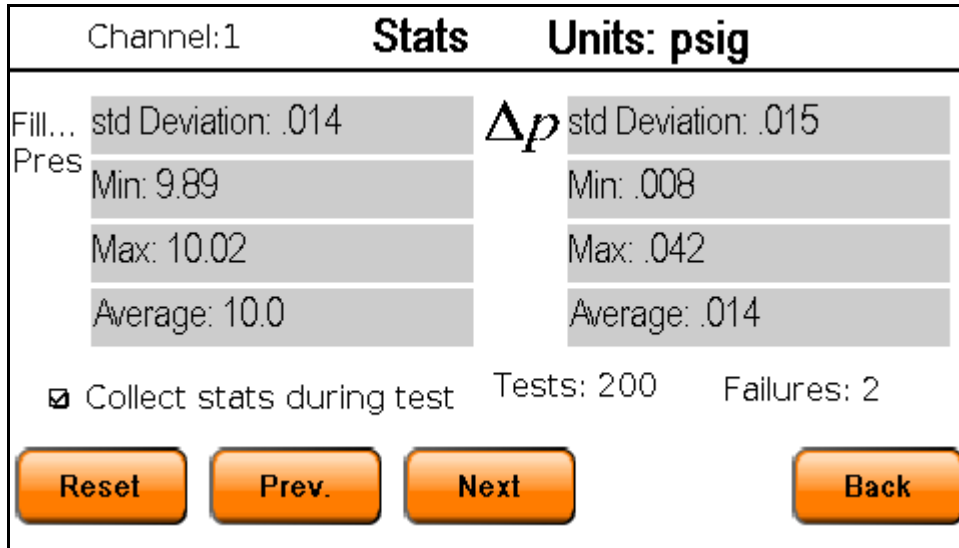 Channel:1 Stats Units: psig
Fill...
Pres
std Deviation: .014
Min: 9.89
Max: 10.02
Average: 10.0
Δp
std Deviation: .015
Min: .008
Max: .042
Average: .014
Collect stats during test Tests: 200 Failures: 2
Reset Prev. Next Back